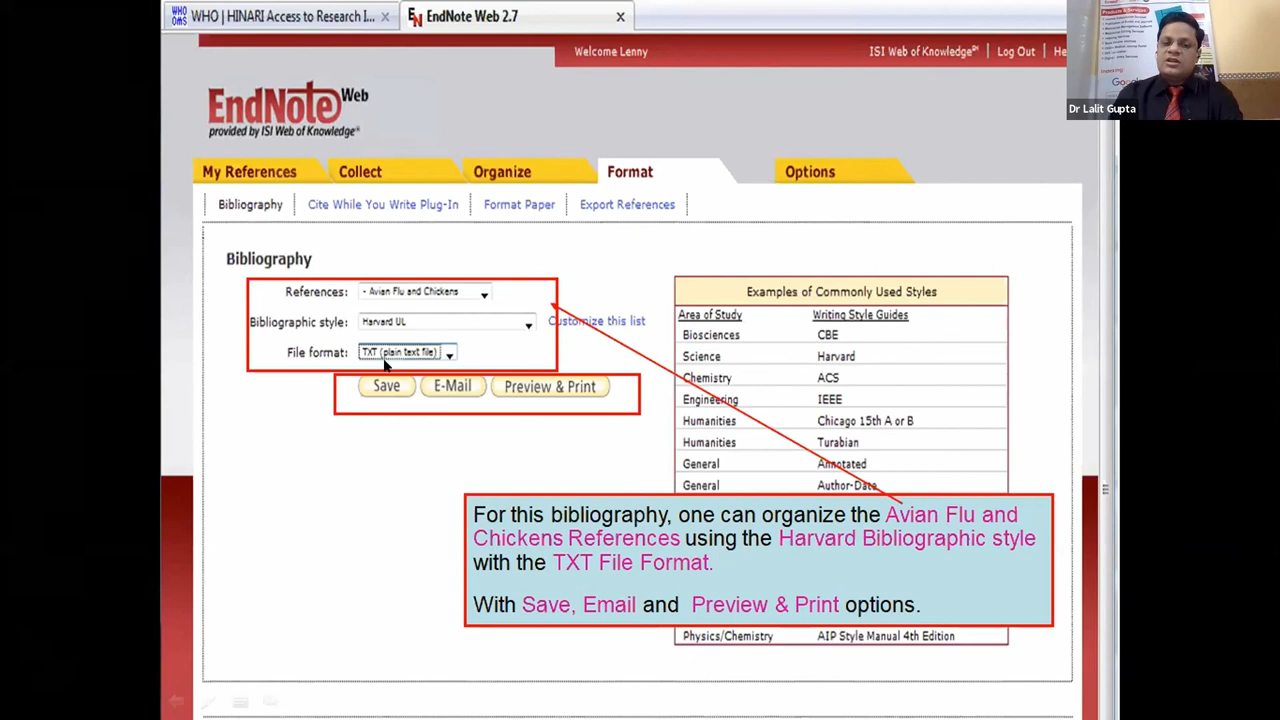 WHO | HINARI Access to Research I...
EndNote Web 2.7
Welcome Lenny
ISI Web of Knowledge℠
Log Out
He
EndNote Web
provided by ISI Web of Knowledge
My References
Collect
Organize
Format
Options
Bibliography
Cite While You Write Plug-In
Format Paper
Export References
Bibliography
References: - Avian Flu and Chickens
Bibliographic style: Harvard UL
Customize this list
File format: TXT (plain text file)
Save
E-Mail
Preview & Print
Examples of Commonly Used Styles
Area of Study Writing Style Guides
Biosciences CBE
Science Harvard
Chemistry ACS
Engineering IEEE
Humanities Chicago 15th A or B
Humanities Turabian
General Annotated
General Author-Date
For this bibliography, one can organize the Avian Flu and
Chickens References using the Harvard Bibliographic style
with the TXT File Format.
With Save, Email and Preview & Print options.
Physics/Chemistry AIP Style Manual 4th Edition
Products & Services
Indexing
Google
Dr Lalit Gupta